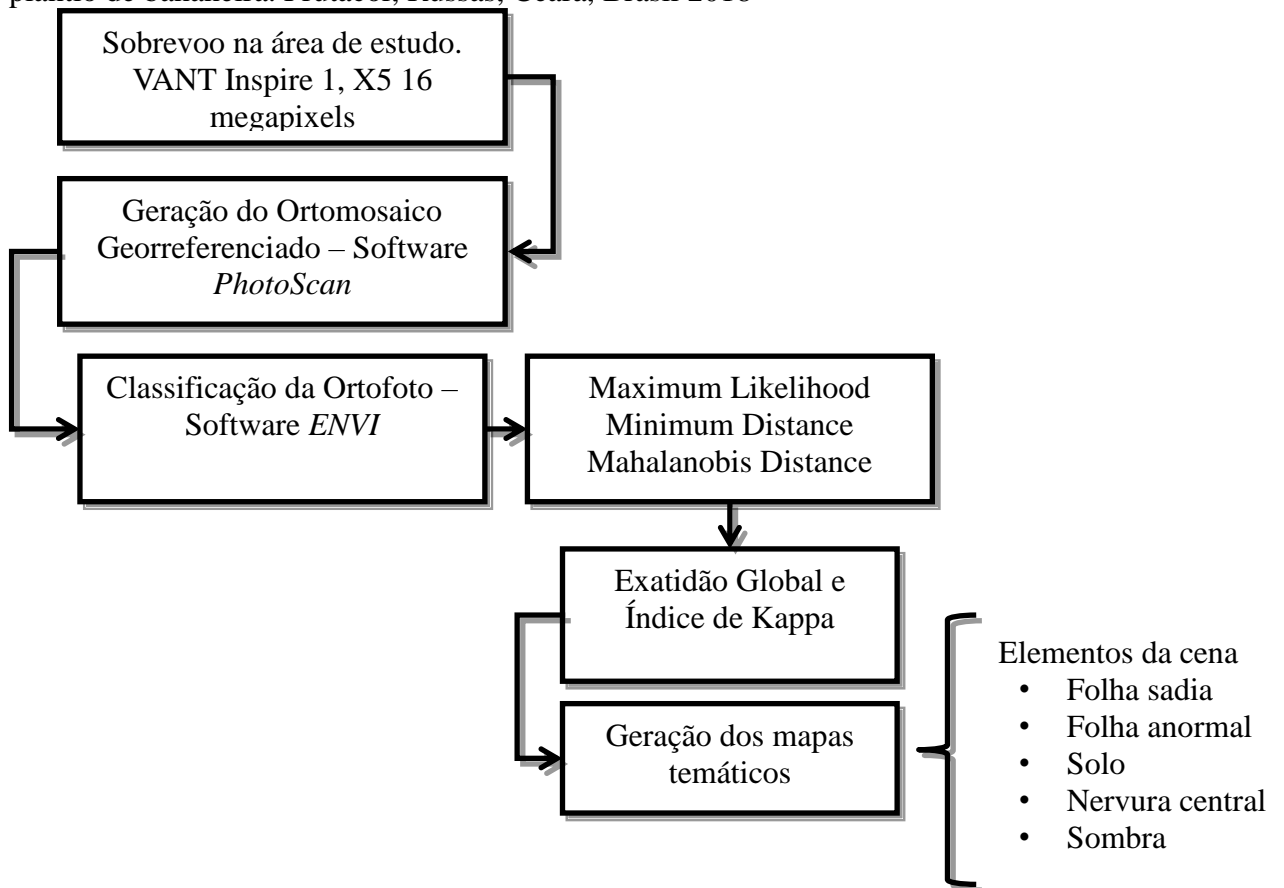 Sobrevoo na área de estudo.
VANT Inspire 1, X5 16
megapixels
Geração do Ortomosaico
Georreferenciado – Software
PhotoScan
Classificação da Ortofoto –
Software ENVI
Maximum Likelihood
Minimum Distance
Mahalanobis Distance
Exatidão Global e
Índice de Kappa
Geração dos mapas
temáticos
Elementos da cena
• Folha sadia
• Folha anormal
• Solo
• Nervura central
• Sombra